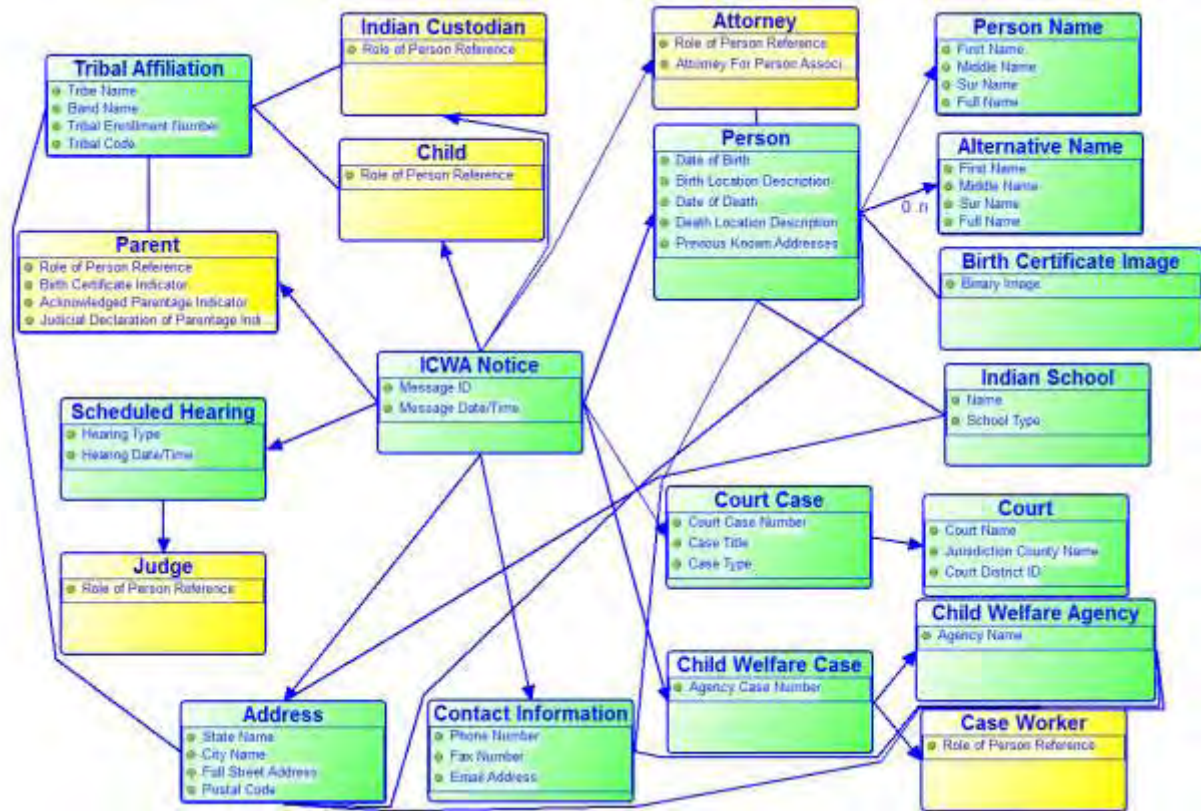 Indian Custodian
Role of Person Reference
Attorney
Role of Person Reference
Attorney For Person Associ
Person Name
First Name
Middle Name
Sur Name
Full Name
Tribal Affiliation
Tribe Name
Band Name
Tribal Enrollment Number
Tribal Code
Child
Role of Person Reference
Person
Date of Birth
Birth Location Description
Date of Death
Death Location Description
Previous Known Addresses
Alternative Name
First Name
Middle Name
Sur Name
Full Name
0 n
Parent
Role of Person Reference
Birth Certificate Indicator
Acknowledged Parentage Indicator
Judicial Declaration of Parentage Indi
Birth Certificate Image
Binary Image
ICWA Notice
Message ID
Message Date/Time
Indian School
Name
School Type
Scheduled Hearing
Hearing Type
Hearing Date/Time
Court Case
Court Case Number
Case Title
Case Type
Court
Court Name
Jurisdiction County Name
Court District ID
Judge
Role of Person Reference
Child Welfare Agency
Agency Name
Child Welfare Case
Agency Case Number
Address
State Name
City Name
Full Street Address
Postal Code
Contact Information
Phone Number
Fax Number
Email Address
Case Worker
Role of Person Reference